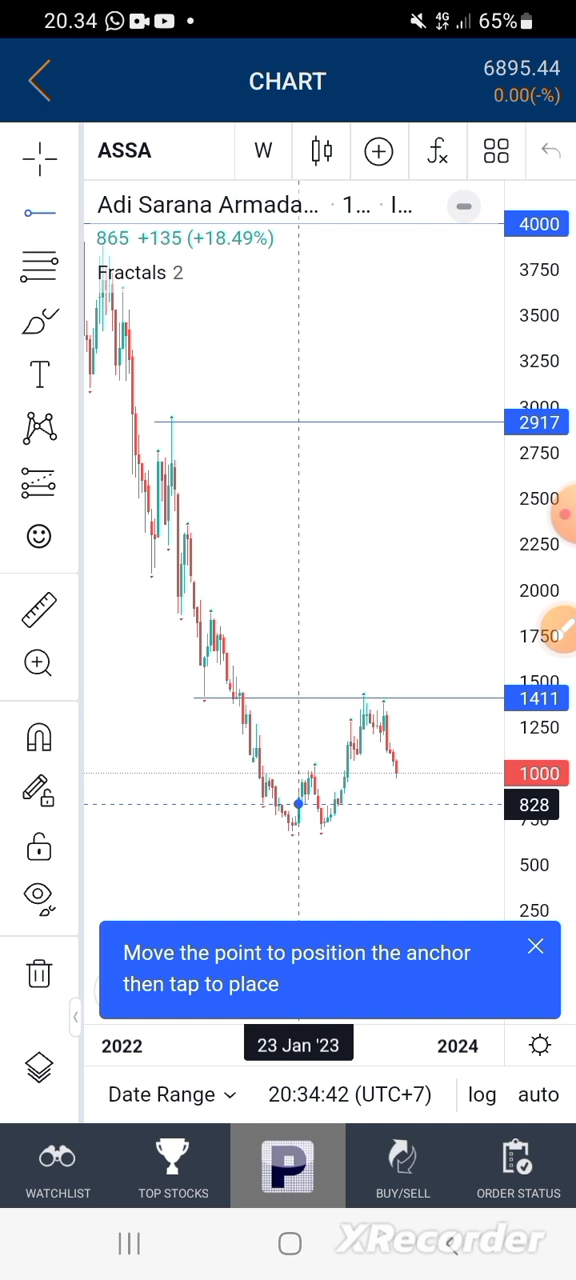 20.34
4G 65%
CHART
6895.44
0.00(-%)
ASSA W
Adi Sarana Armada... · 1... · I...
865 +135 (+18.49%)
Fractals 2
4000
3750
3500
3250
3000
2917
2750
2500
2250
2000
1750
1500
1411
1250
1000
828
750
500
250
Move the point to position the anchor
then tap to place
2022 23 Jan '23 2024
Date Range 20:34:42 (UTC+7) log auto
WATCHLIST TOP STOCKS P BUY/SELL ORDER STATUS
XRecorder